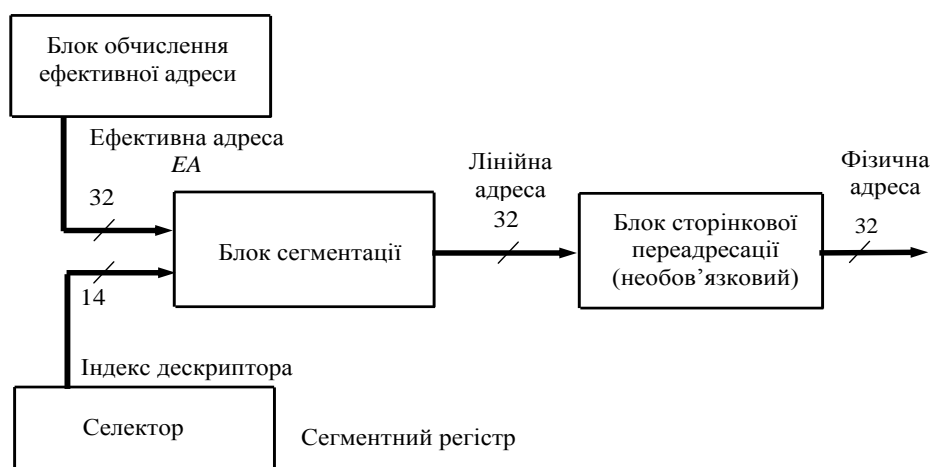 Блок обчислення
ефективної адреси
Ефективна адреса
EA
32
Блок сегментації
14
Індекс дескриптора
Селектор
Сегментний регістр
Лінійна
адреса
32
Блок сторінкової
переадресації
(необов’язковий)
Фізична
адреса
32